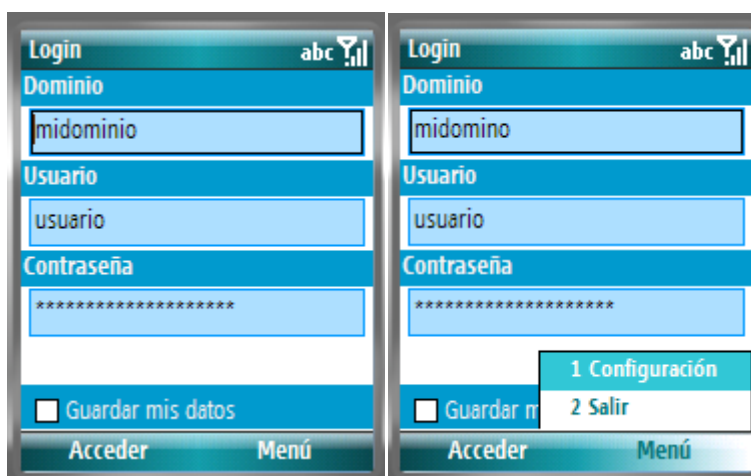 Login abc
Dominio
midominio
Usuario
usuario
Contraseña
********************
Guardar mis datos
Acceder Menú
Login abc
Dominio
midomino
Usuario
usuario
Contraseña
********************
1 Configuración
Guardar m 2 Salir
Acceder Menú